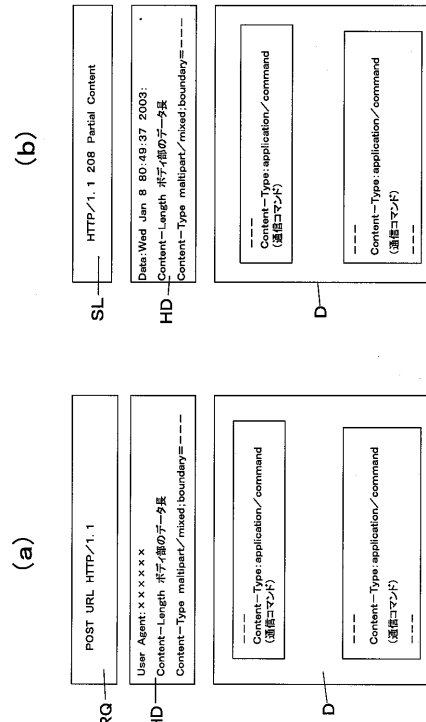 (a)
RQ
POST URL HTTP/1. 1
HD
User Agent:××××××
Content-Length ボディ部のデータ長
Content-Type maltipart/mixed;boundary=---
D
---
Content-Type:application/command
(通信コマンド)
---
Content-Type:application/command
(通信コマンド)
---
(b)
SL
HTTP/1. 1 208 Partial Content
HD
Data:Wed Jan 8 80:49:37 2003:
Content-Length ボディ部のデータ長
Content-Type maltipart/mixed;boundary=---
D
---
Content-Type:application/command
(通信コマンド)
---
Content-Type:application/command
(通信コマンド)
---